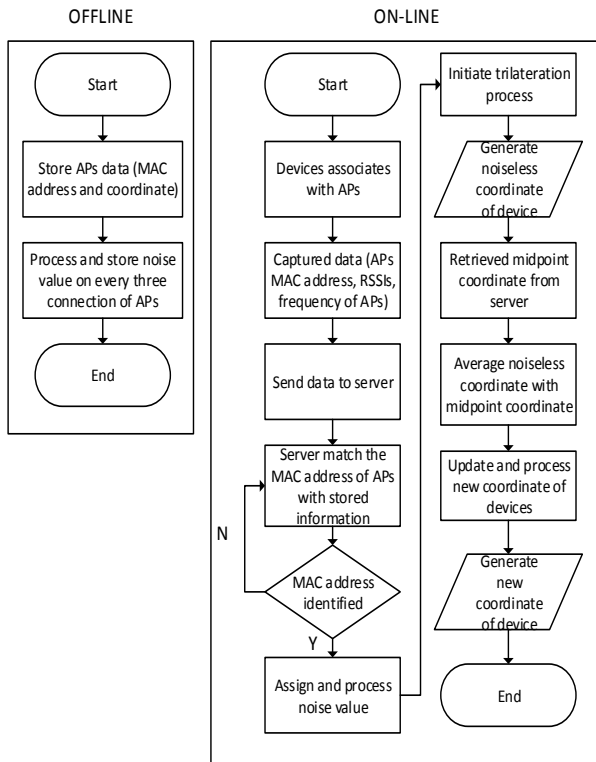 OFFLINE
Start
Store APs data (MAC
address and coordinate)
Process and store noise
value on every three
connection of APs
End
ON-LINE
Start
Devices associates with
APs
Captured data (APs
MAC address, RSSIs,
frequency of APs)
Send data to server
Server match the
MAC address of APs
with stored
information
N
MAC address
identified
Y
Assign and process
noise value
Initiate trilateration
process
Generate
noiseless
coordinate
of device
Retrieved midpoint
coordinate from
server
Average noiseless
coordinate with
midpoint coordinate
Update and process
new coordinate of
devices
Generate
new
coordinate
of device
End